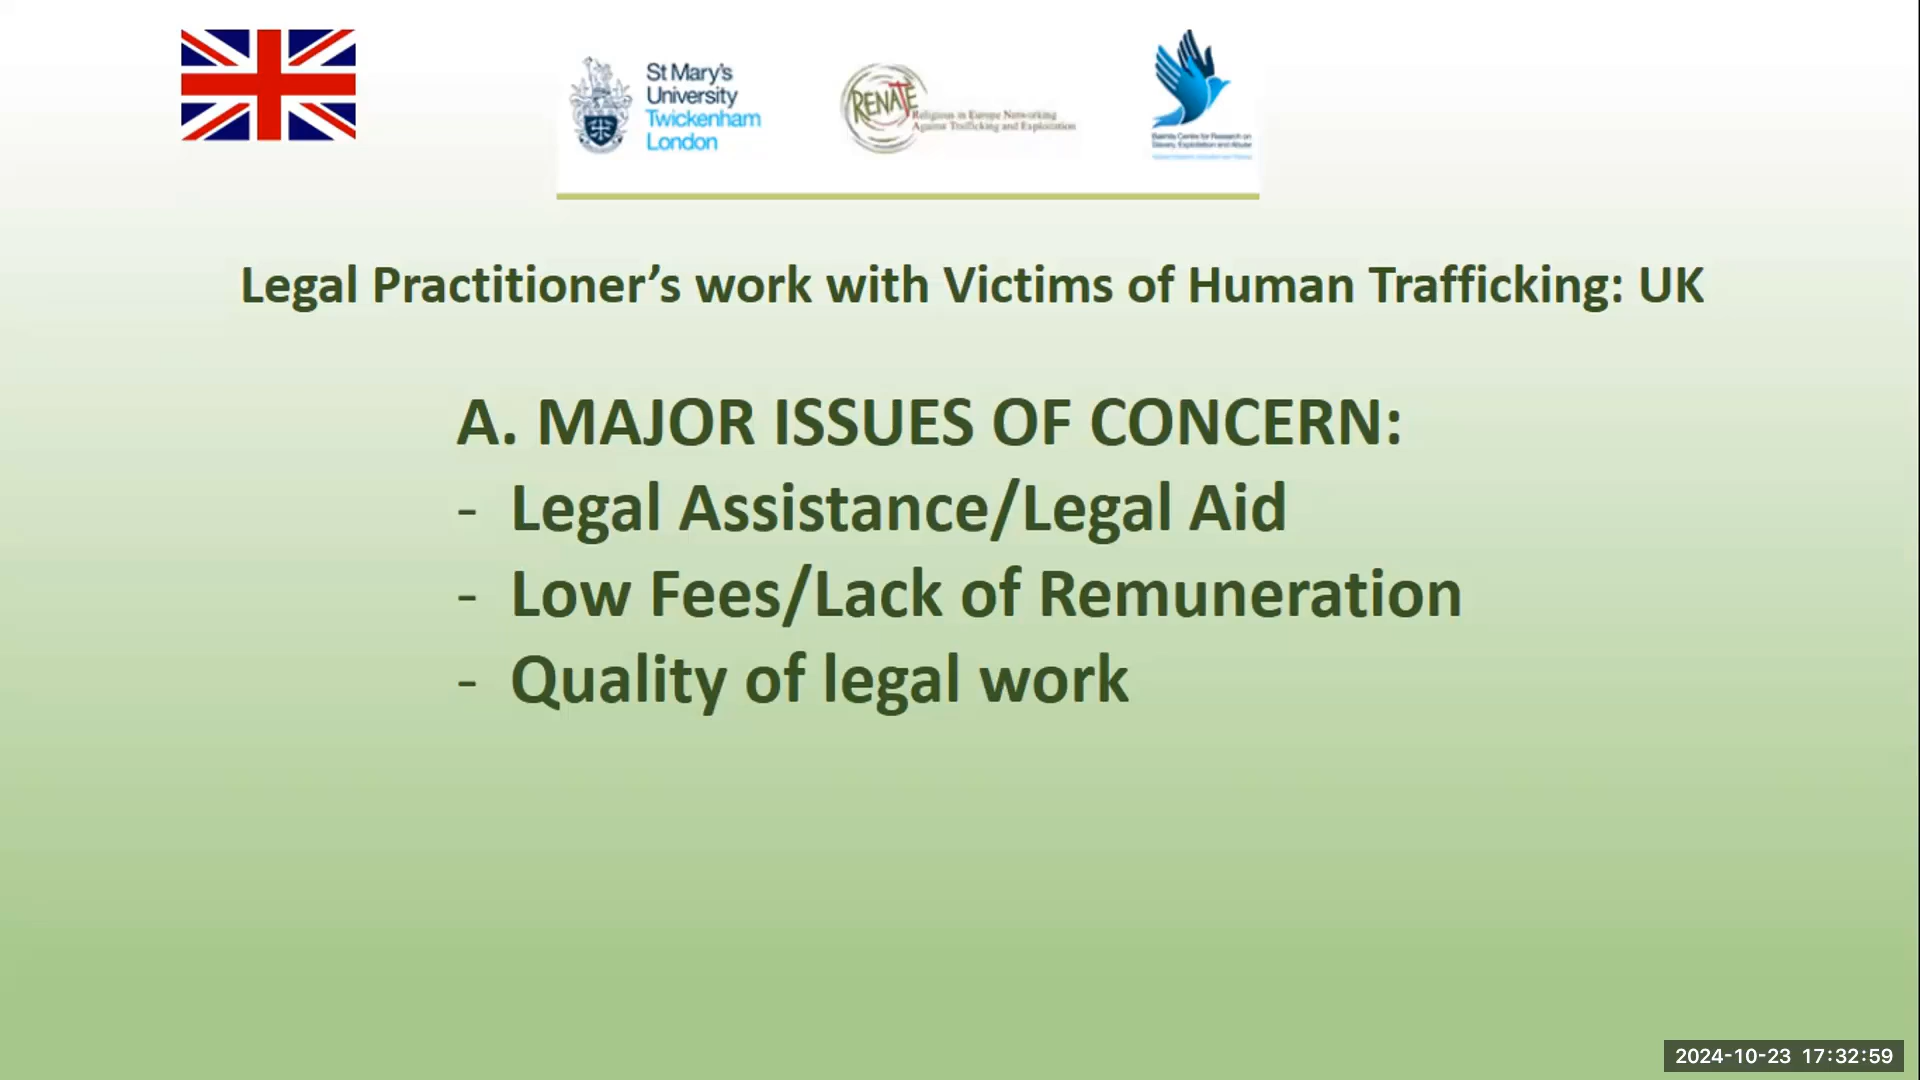 St Mary's
University
Twickenham
London
RENATE
Religious in Europe Networking
Against Trafficking and Exploitation
Bakhita Centre for Research on
Slavery, Exploitation and Abuse
Legal Practitioner’s work with Victims of Human Trafficking: UK
A. MAJOR ISSUES OF CONCERN:
- Legal Assistance/Legal Aid
- Low Fees/Lack of Remuneration
- Quality of legal work
2024-10-23 17:32:59